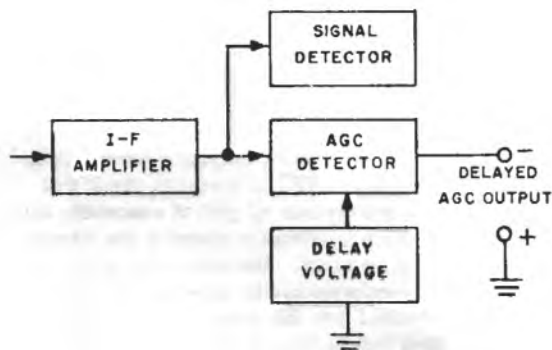 SIGNAL
DETECTOR
I-F
AMPLIFIER
AGC
DETECTOR
−
DELAYED
AGC OUTPUT
+
DELAY
VOLTAGE